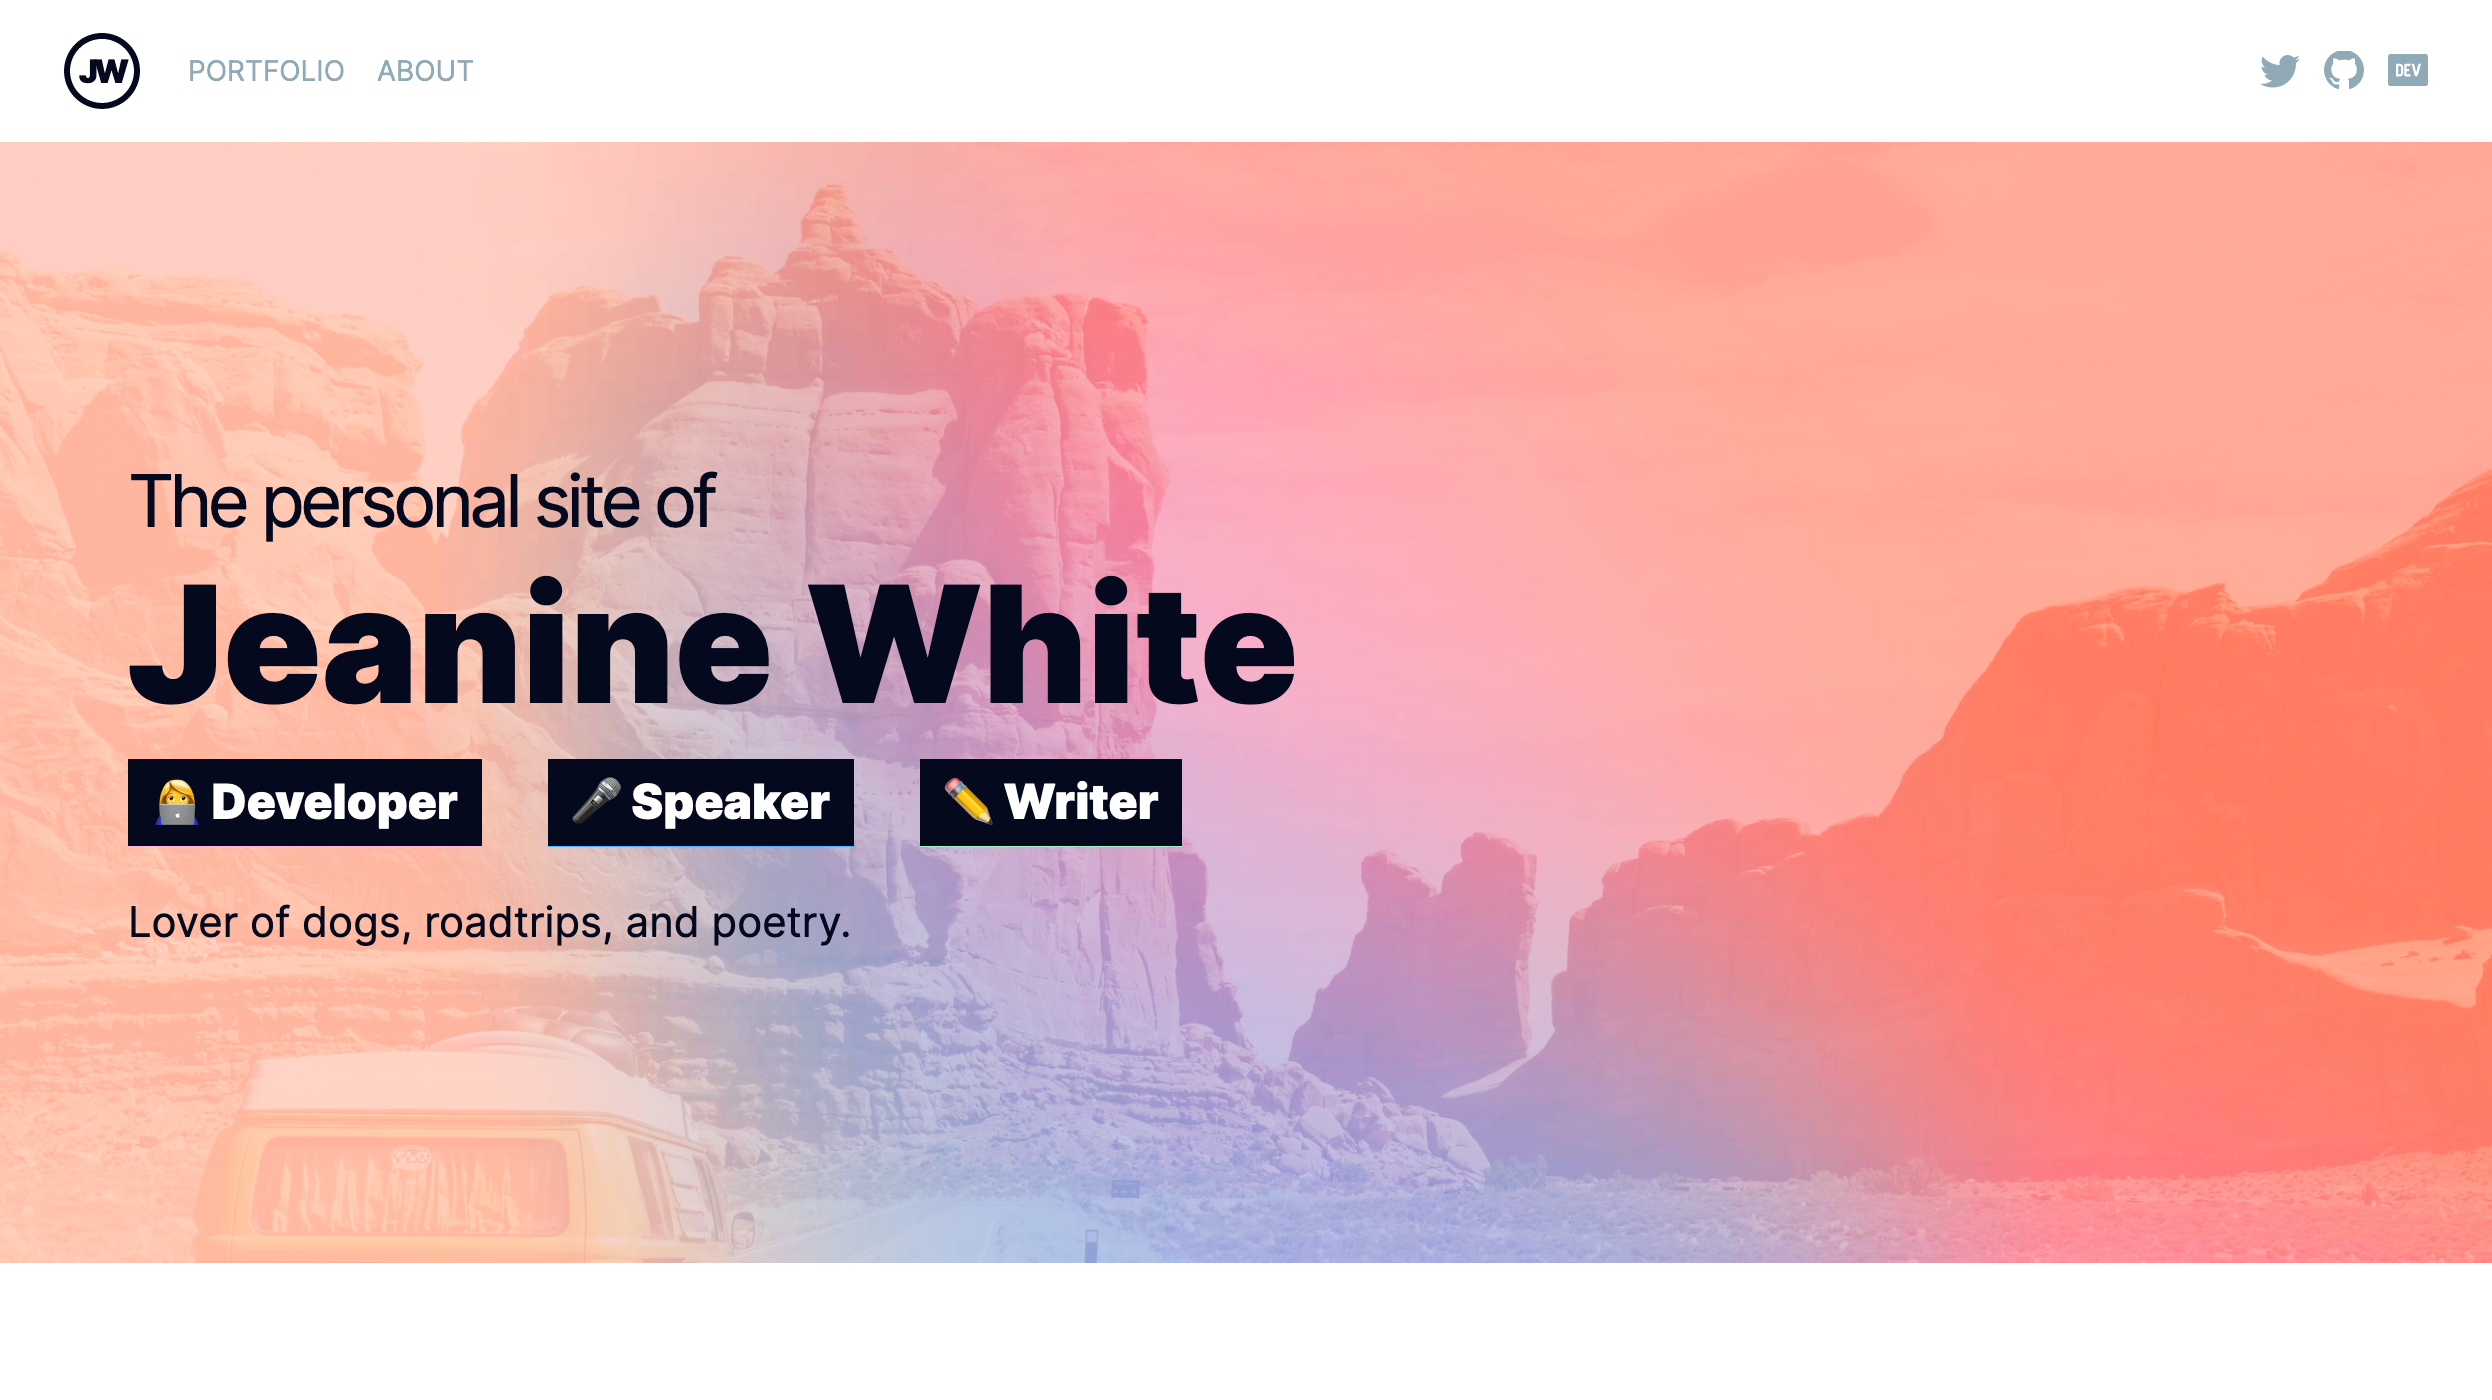 JW
PORTFOLIO ABOUT
DEV
The personal site of
Jeanine White
Developer Speaker Writer
Lover of dogs, roadtrips, and poetry.